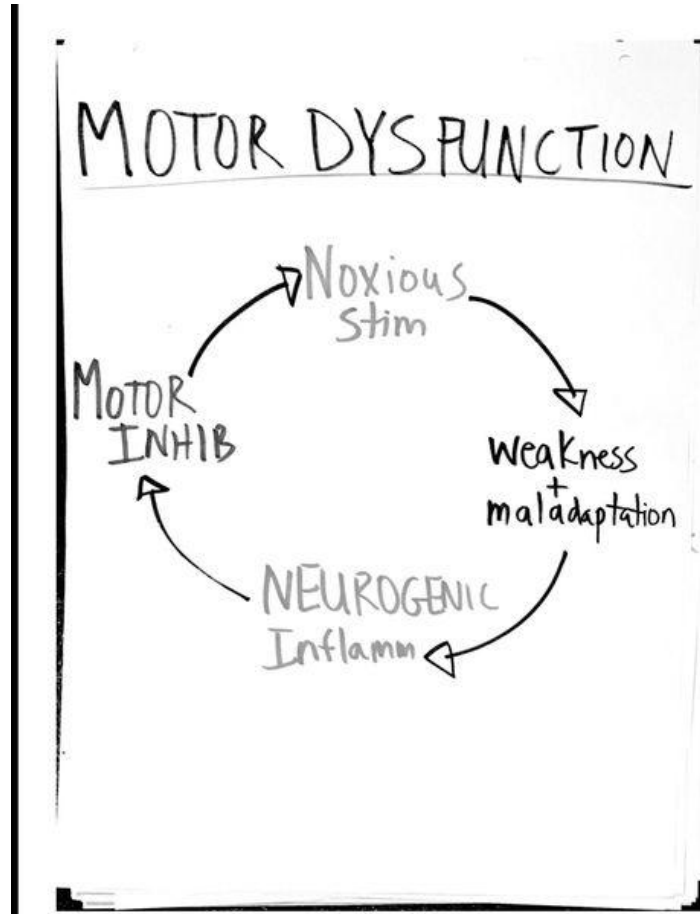 MOTOR DYSFUNCTION
Noxious
Stim
Weakness
+
maladaptation
NEUROGENIC
Inflamm
MOTOR
INHIB